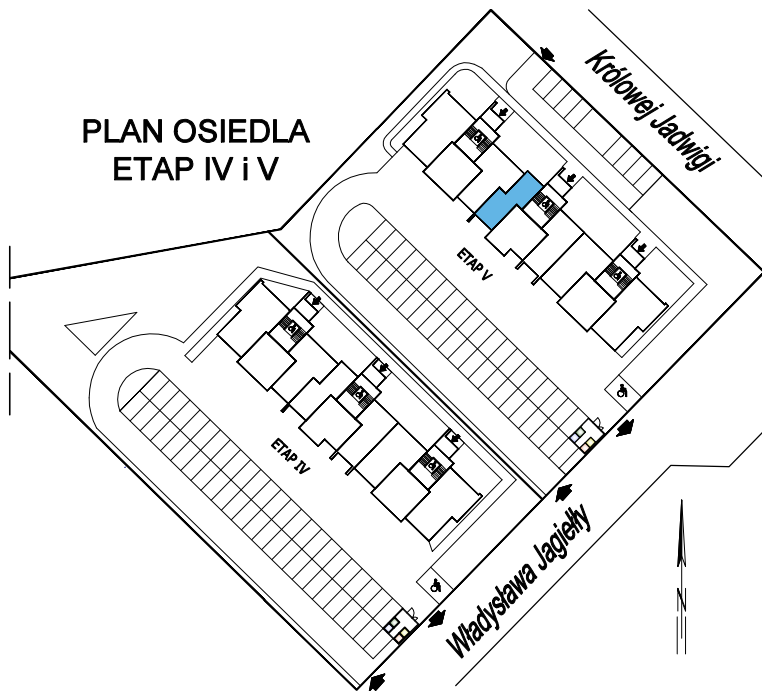 PLAN OSIEDLA
ETAP IV i V
Królowej Jadwigi
ETAP V
ETAP IV
Władysława Jagiełły
N